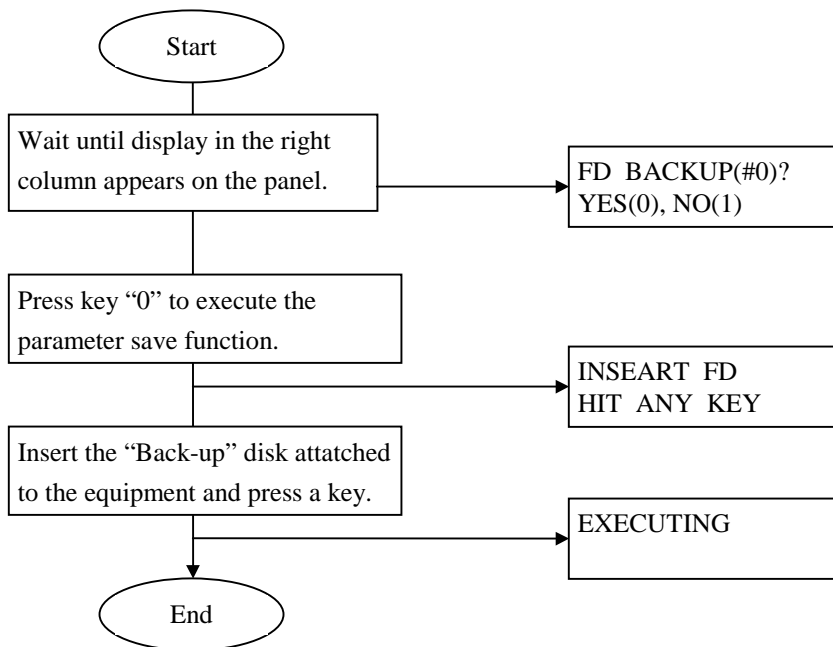 Start
Wait until display in the right
column appears on the panel.
FD BACKUP(#0)?
YES(0), NO(1)
Press key “0” to execute the
parameter save function.
INSEART FD
HIT ANY KEY
Insert the “Back-up” disk attatched
to the equipment and press a key.
EXECUTING
End